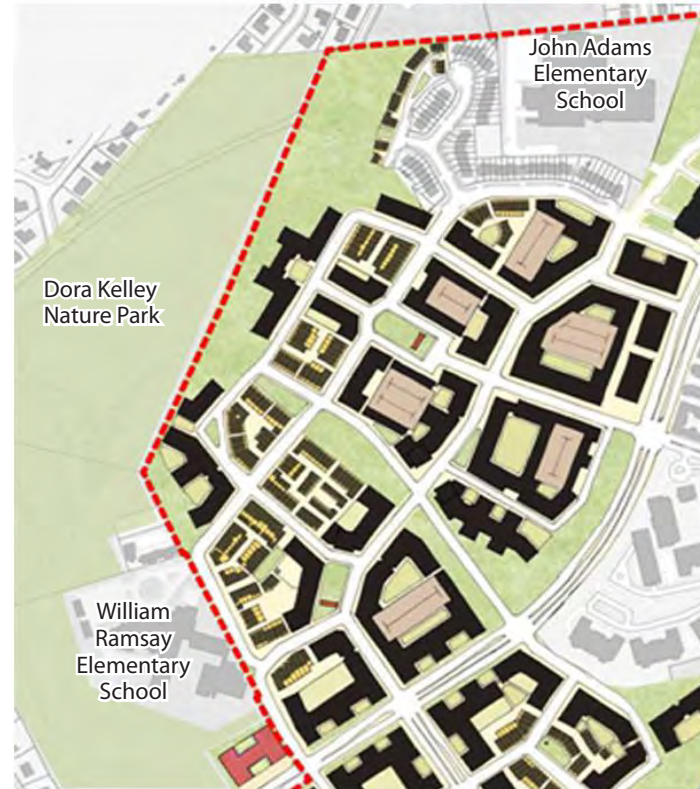 John Adams
Elementary
School
Dora Kelley
Nature Park
William
Ramsay
Elementary
School